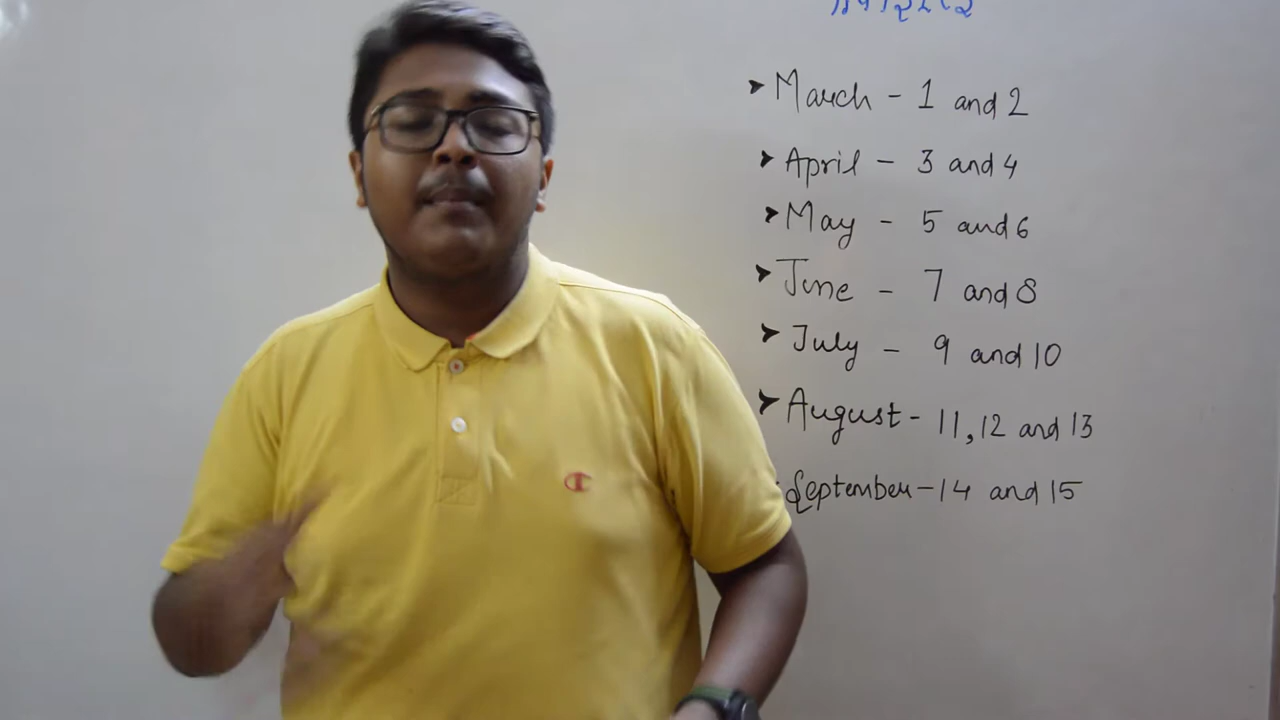 ➤ March - 1 and 2
➤ April - 3 and 4
➤ May - 5 and 6
➤ June - 7 and 8
➤ July - 9 and 10
➤ August - 11, 12 and 13
September - 14 and 15